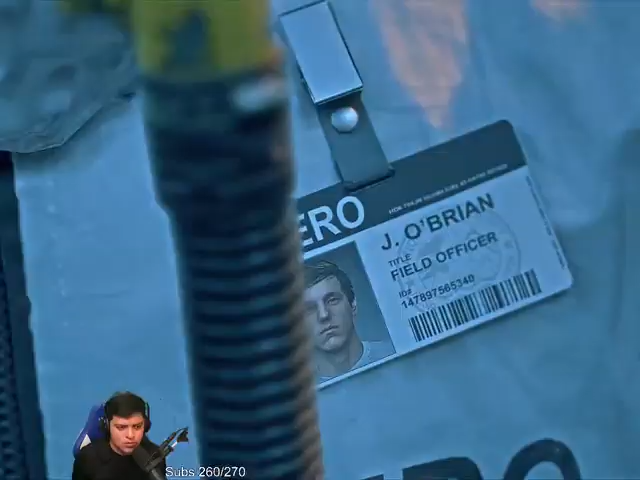 ERO
J. O'BRIAN
TITLE
FIELD OFFICER
ID#
147897565340
Subs 260/270